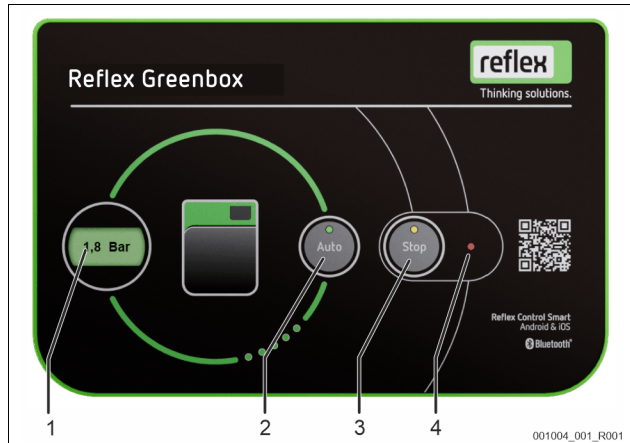 Reflex Greenbox
reflex
Thinking solutions.
1,8 Bar
Auto
Stop
Reflex Control Smart
Android & iOS
Bluetooth®
1
2
3
4
001004_001_R001